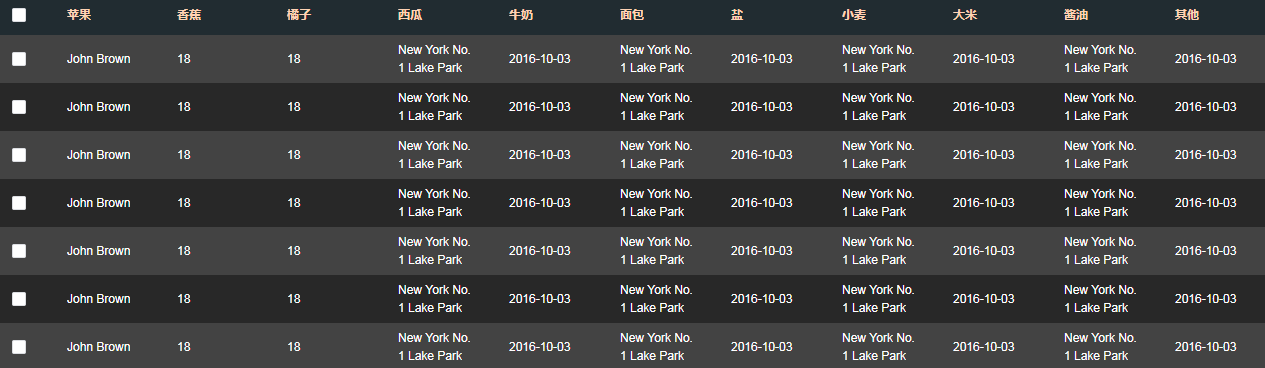 苹果 香蕉 橘子 西瓜 牛奶 面包 盐 小麦 大米 酱油 其他
John Brown 18 18 New York No. 1 Lake Park 2016-10-03 New York No. 1 Lake Park 2016-10-03 New York No. 1 Lake Park 2016-10-03 New York No. 1 Lake Park 2016-10-03
John Brown 18 18 New York No. 1 Lake Park 2016-10-03 New York No. 1 Lake Park 2016-10-03 New York No. 1 Lake Park 2016-10-03 New York No. 1 Lake Park 2016-10-03
John Brown 18 18 New York No. 1 Lake Park 2016-10-03 New York No. 1 Lake Park 2016-10-03 New York No. 1 Lake Park 2016-10-03 New York No. 1 Lake Park 2016-10-03
John Brown 18 18 New York No. 1 Lake Park 2016-10-03 New York No. 1 Lake Park 2016-10-03 New York No. 1 Lake Park 2016-10-03 New York No. 1 Lake Park 2016-10-03
John Brown 18 18 New York No. 1 Lake Park 2016-10-03 New York No. 1 Lake Park 2016-10-03 New York No. 1 Lake Park 2016-10-03 New York No. 1 Lake Park 2016-10-03
John Brown 18 18 New York No. 1 Lake Park 2016-10-03 New York No. 1 Lake Park 2016-10-03 New York No. 1 Lake Park 2016-10-03 New York No. 1 Lake Park 2016-10-03
John Brown 18 18 New York No. 1 Lake Park 2016-10-03 New York No. 1 Lake Park 2016-10-03 New York No. 1 Lake Park 2016-10-03 New York No. 1 Lake Park 2016-10-03